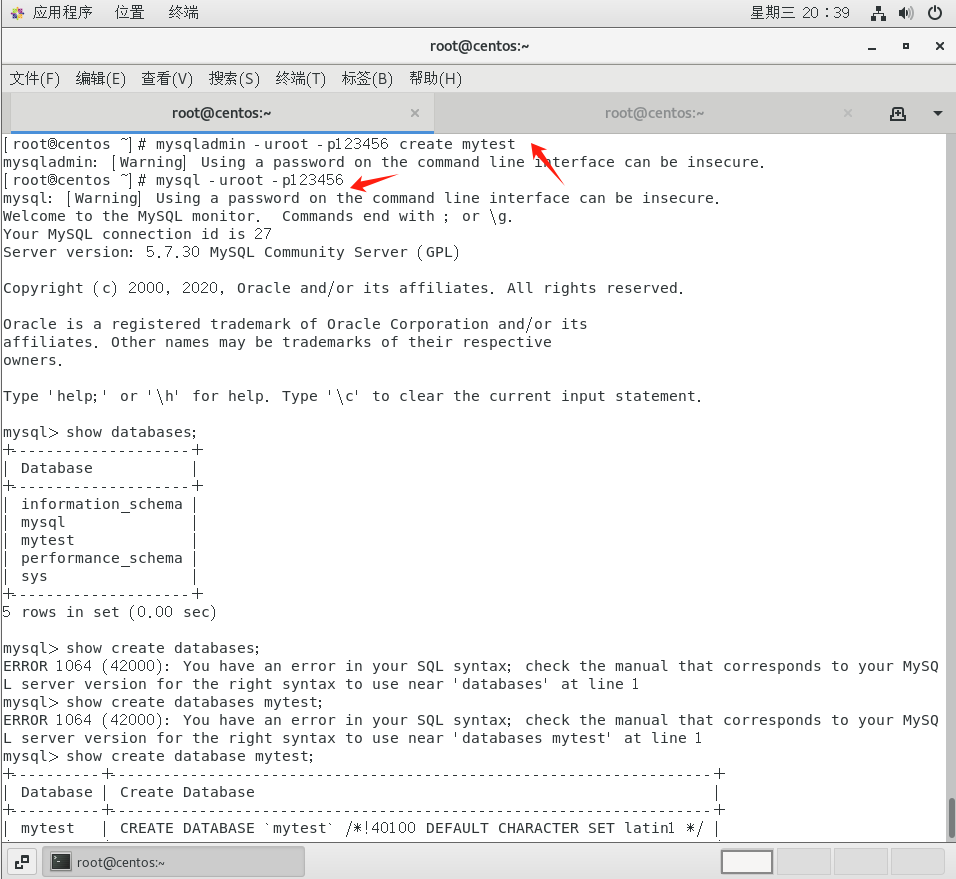 应用程序 位置 终端 星期三 20：39
root@centos:~
文件(F) 编辑(E) 查看(V) 搜索(S) 终端(T) 标签(B) 帮助(H)
root@centos:~ × root@centos:~ ×
[root@centos ~]# mysqladmin -uroot -p123456 create mytest
mysqladmin: [Warning] Using a password on the command line interface can be insecure.
[root@centos ~]# mysql -uroot -p123456
mysql: [Warning] Using a password on the command line interface can be insecure.
Welcome to the MySQL monitor.  Commands end with ; or \g.
Your MySQL connection id is 27
Server version: 5.7.30 MySQL Community Server (GPL)
Copyright (c) 2000, 2020, Oracle and/or its affiliates. All rights reserved.
Oracle is a registered trademark of Oracle Corporation and/or its
affiliates. Other names may be trademarks of their respective
owners.
Type 'help;' or '\h' for help. Type '\c' to clear the current input statement.
mysql> show databases;
+--------------------+
| Database           |
+--------------------+
| information_schema |
| mysql              |
| mytest             |
| performance_schema |
| sys                |
+--------------------+
5 rows in set (0.00 sec)
mysql> show create databases;
ERROR 1064 (42000): You have an error in your SQL syntax; check the manual that corresponds to your MySQ
L server version for the right syntax to use near 'databases' at line 1
mysql> show create databases mytest;
ERROR 1064 (42000): You have an error in your SQL syntax; check the manual that corresponds to your MySQ
L server version for the right syntax to use near 'databases mytest' at line 1
mysql> show create database mytest;
+----------+-------------------------------------------------------------------+
| Database | Create Database                                                   |
+----------+-------------------------------------------------------------------+
| mytest   | CREATE DATABASE `mytest` /*!40100 DEFAULT CHARACTER SET latin1 */ |
root@centos:~